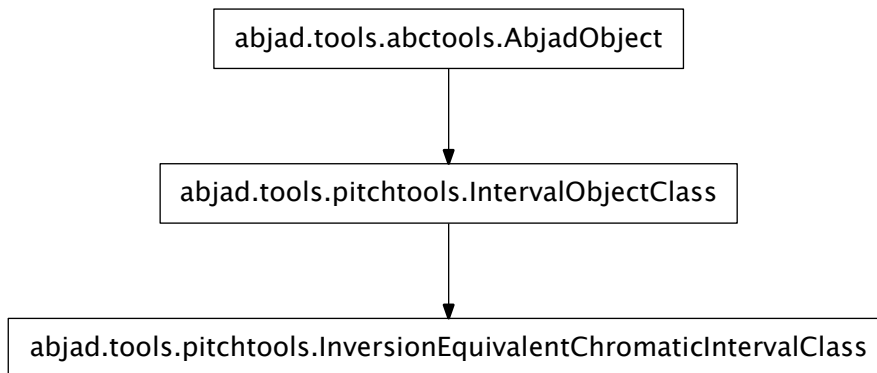 abjad.tools.abctools.AbjadObject
abjad.tools.pitchtools.IntervalObjectClass
abjad.tools.pitchtools.InversionEquivalentChromaticIntervalClass